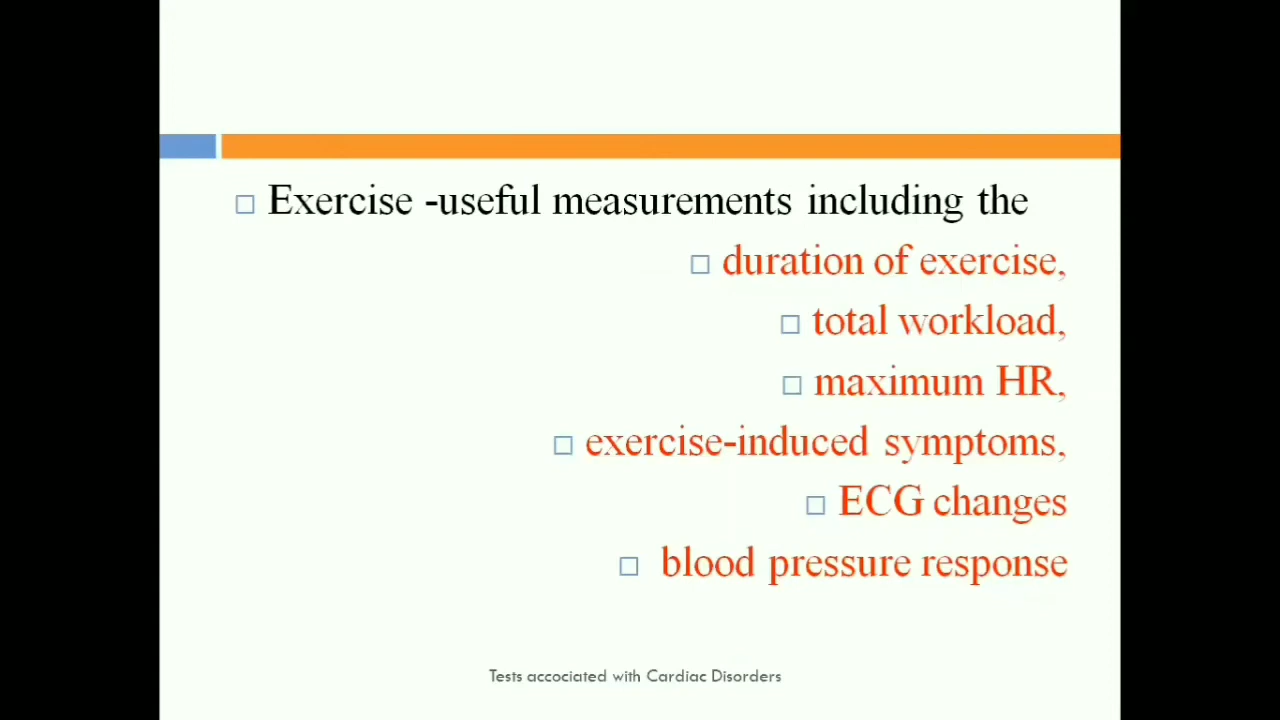 Exercise -useful measurements including the
duration of exercise,
total workload,
maximum HR,
exercise-induced symptoms,
ECG changes
blood pressure response
Tests accociated with Cardiac Disorders